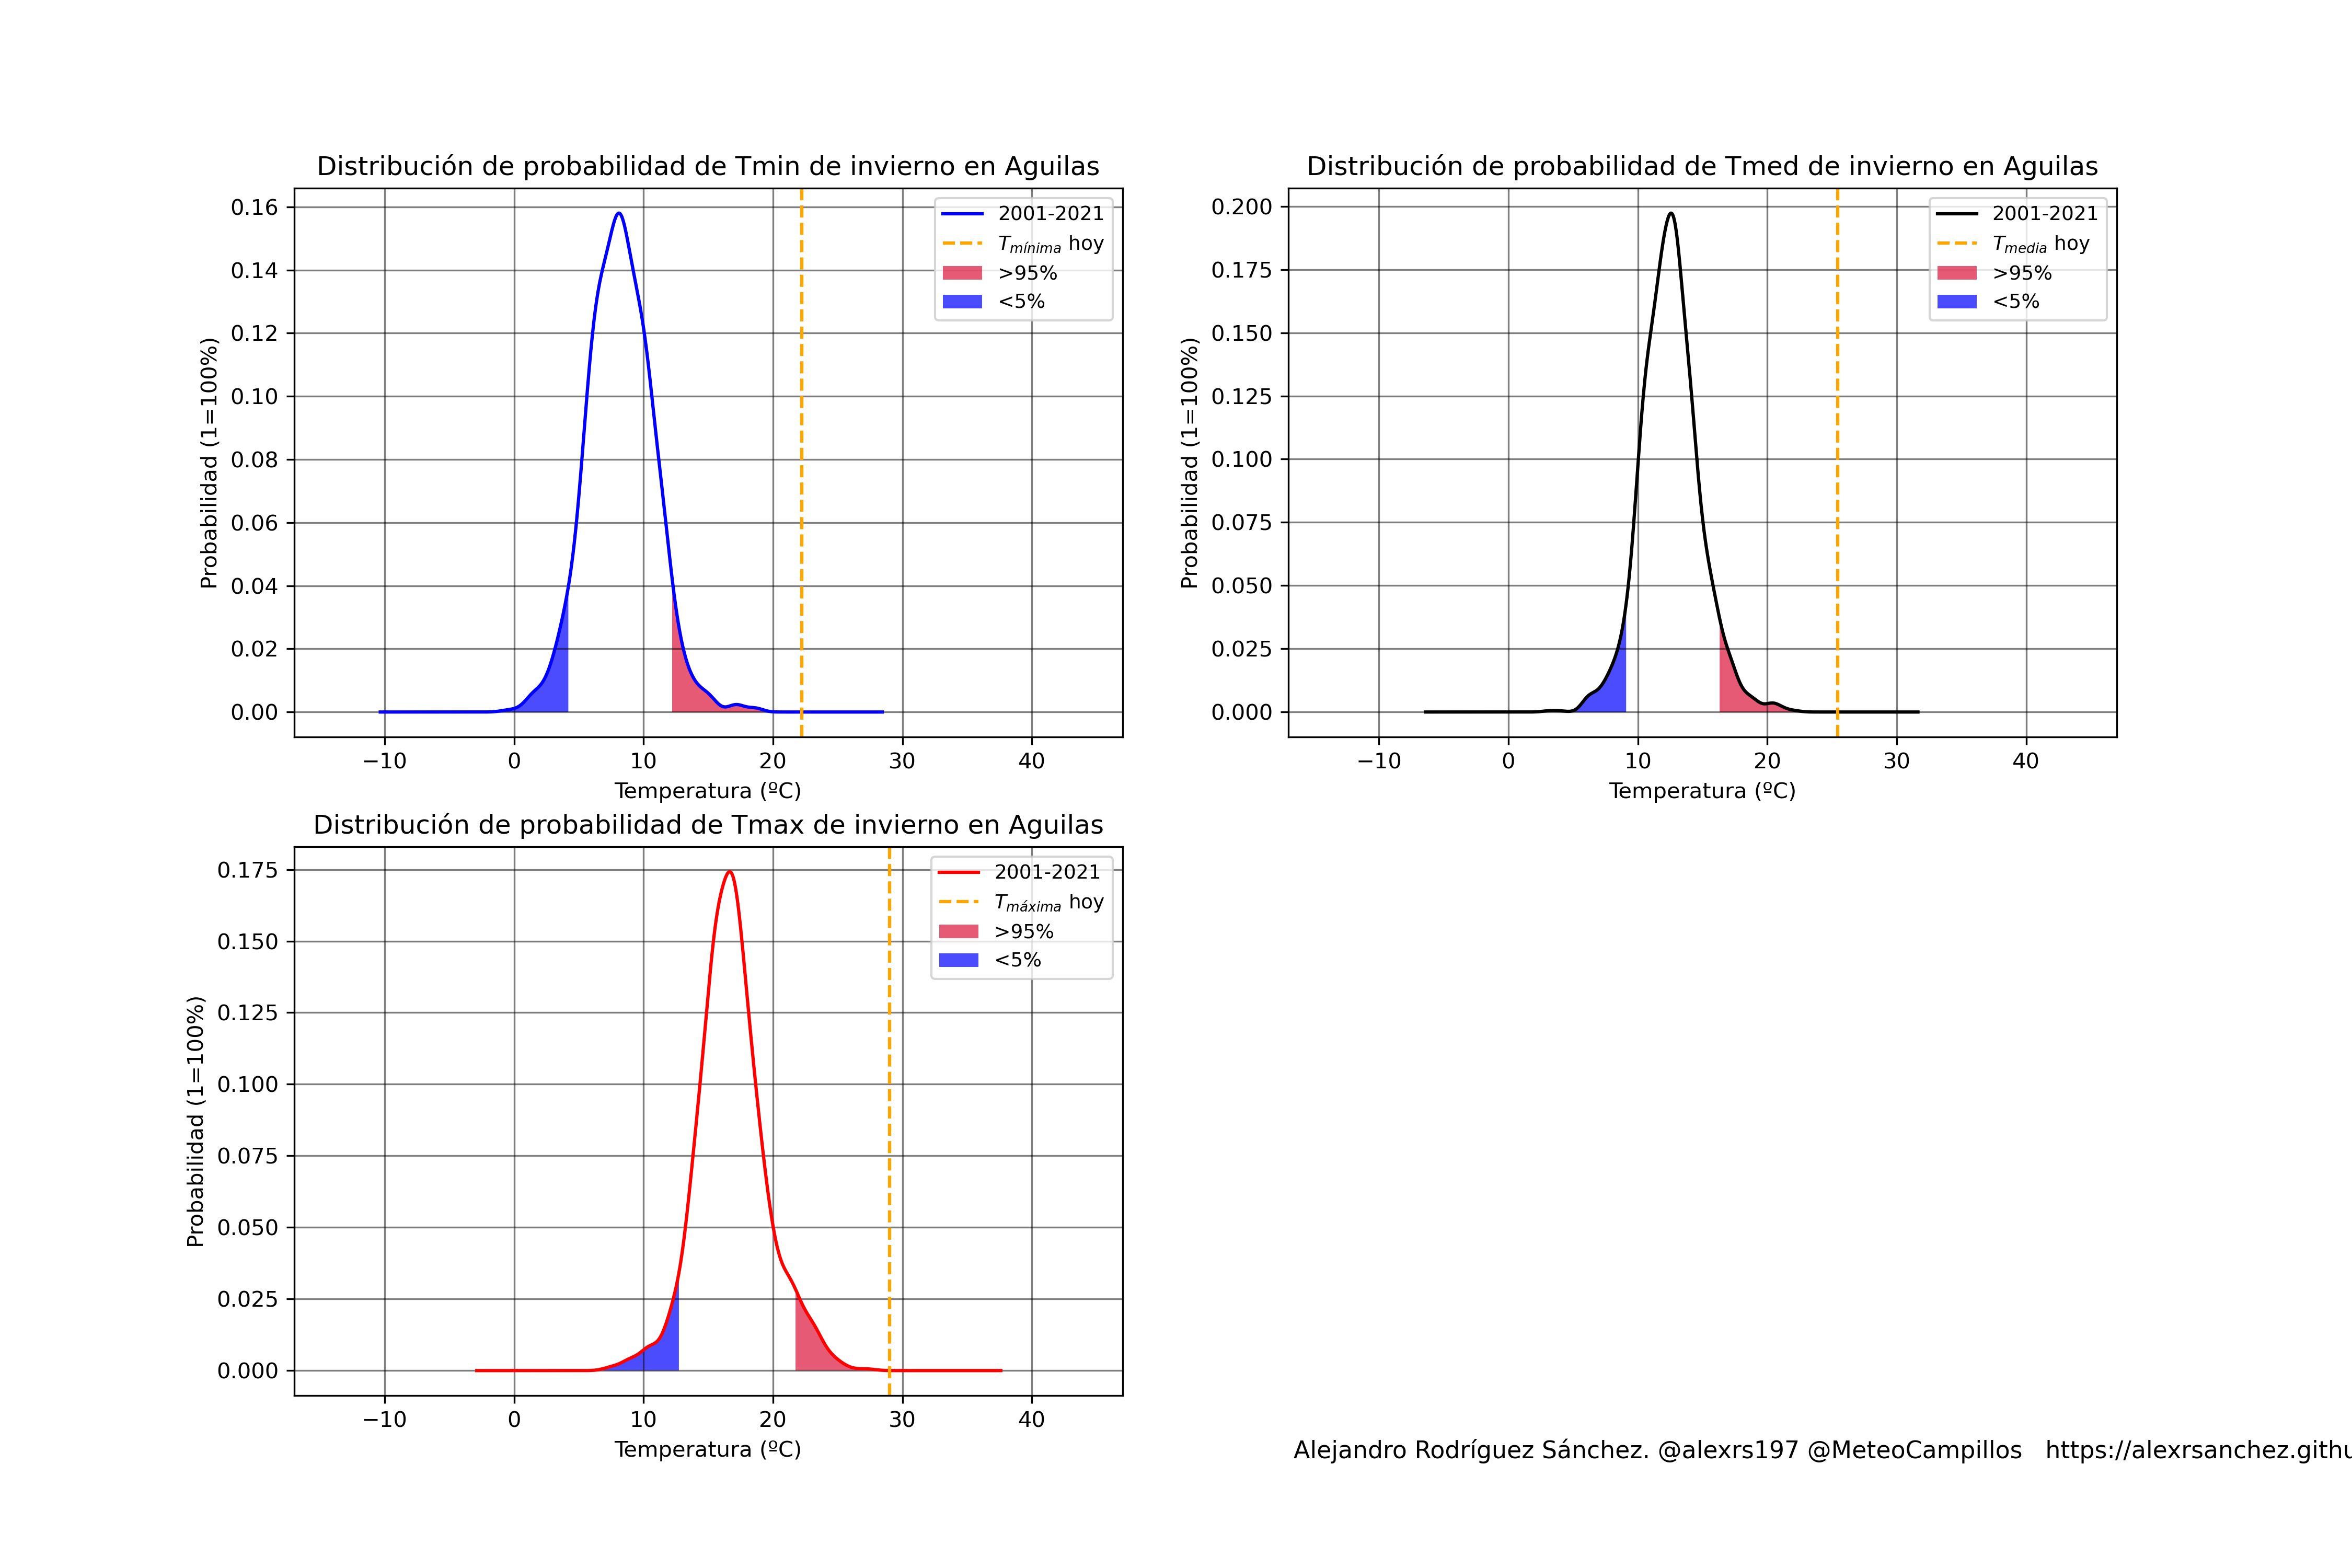 Distribución de probabilidad de Tmin de invierno en Aguilas
0.16
0.14
0.12
0.10
0.08
0.06
0.04
0.02
0.00
Probabilidad (1=100%)
2001-2021
Tmínima hoy
>95%
<5%
−10 0 10 20 30 40
Temperatura (ºC)
Distribución de probabilidad de Tmed de invierno en Aguilas
0.200
0.175
0.150
0.125
0.100
0.075
0.050
0.025
0.000
Probabilidad (1=100%)
2001-2021
Tmedia hoy
>95%
<5%
−10 0 10 20 30 40
Temperatura (ºC)
Distribución de probabilidad de Tmax de invierno en Aguilas
0.175
0.150
0.125
0.100
0.075
0.050
0.025
0.000
Probabilidad (1=100%)
2001-2021
Tmáxima hoy
>95%
<5%
−10 0 10 20 30 40
Temperatura (ºC)
Alejandro Rodríguez Sánchez. @alexrs197 @MeteoCampillos https://alexrsanchez.githu